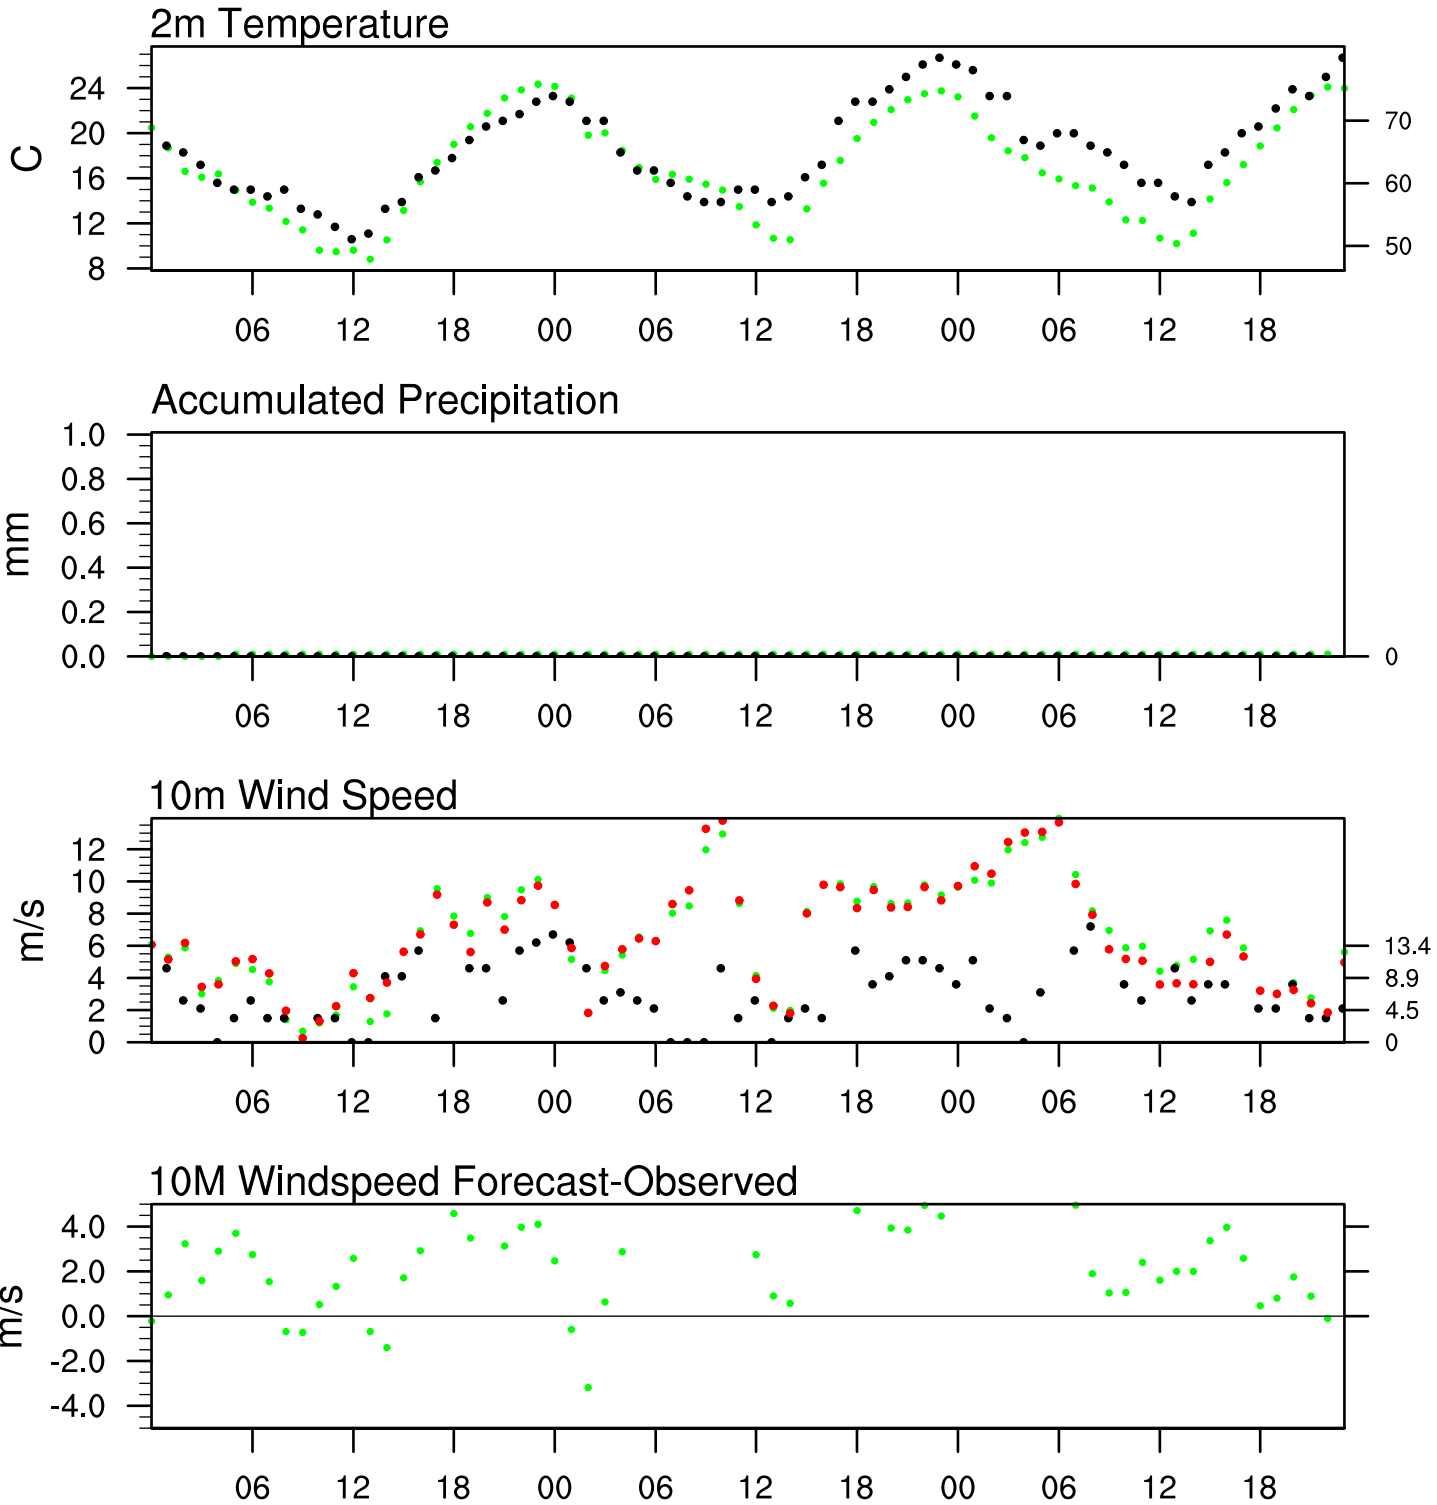 2m Temperature
24
20
16
12
8
C
70
60
50
06 12 18 00 06 12 18 00 06 12 18
Accumulated Precipitation
1.0
0.8
0.6
0.4
0.2
0.0
mm
0
06 12 18 00 06 12 18 00 06 12 18
10m Wind Speed
12
10
8
6
4
2
0
m/s
13.4
8.9
4.5
0
06 12 18 00 06 12 18 00 06 12 18
10M Windspeed Forecast-Observed
4.0
2.0
0.0
-2.0
-4.0
m/s
06 12 18 00 06 12 18 00 06 12 18